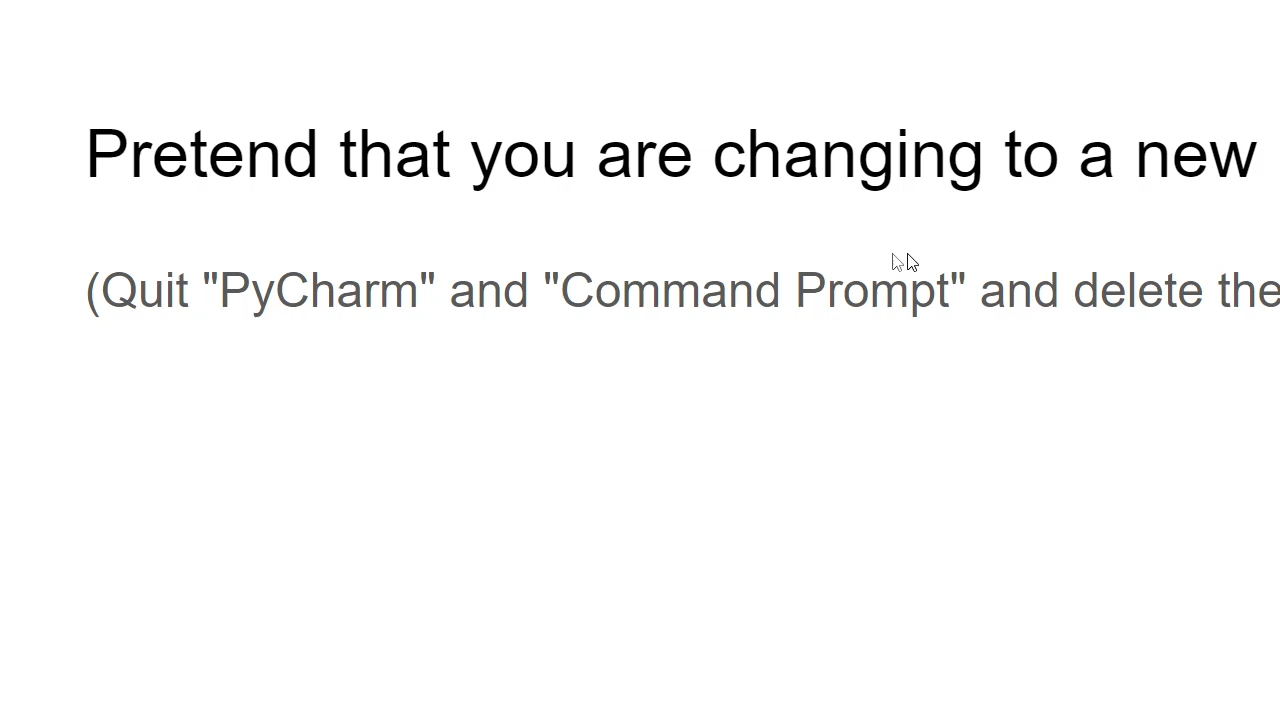 Pretend that you are changing to a new
(Quit "PyCharm" and "Command Prompt" and delete the